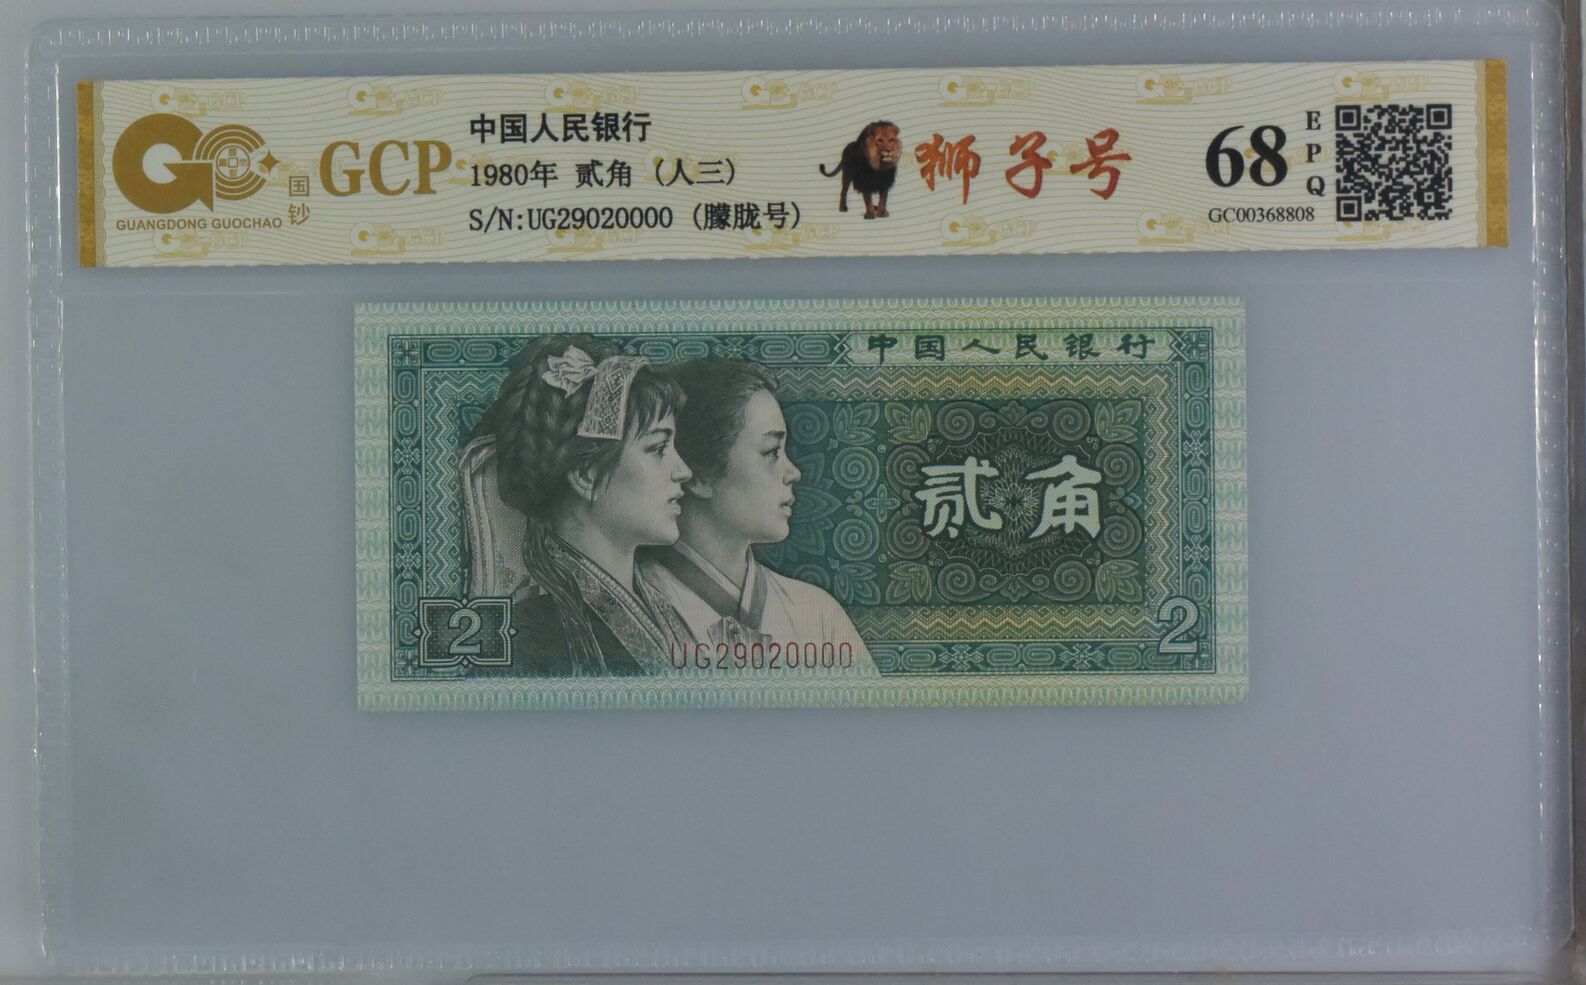 GUANGDONG GUOCHAO
国钞
GCP
中国人民银行
1980年 贰角 (人三)
S/N:UG29020000 (朦胧号)
狮子号
68
EPQ
GC00368808
中国人民银行
贰角
2
2
UG29020000